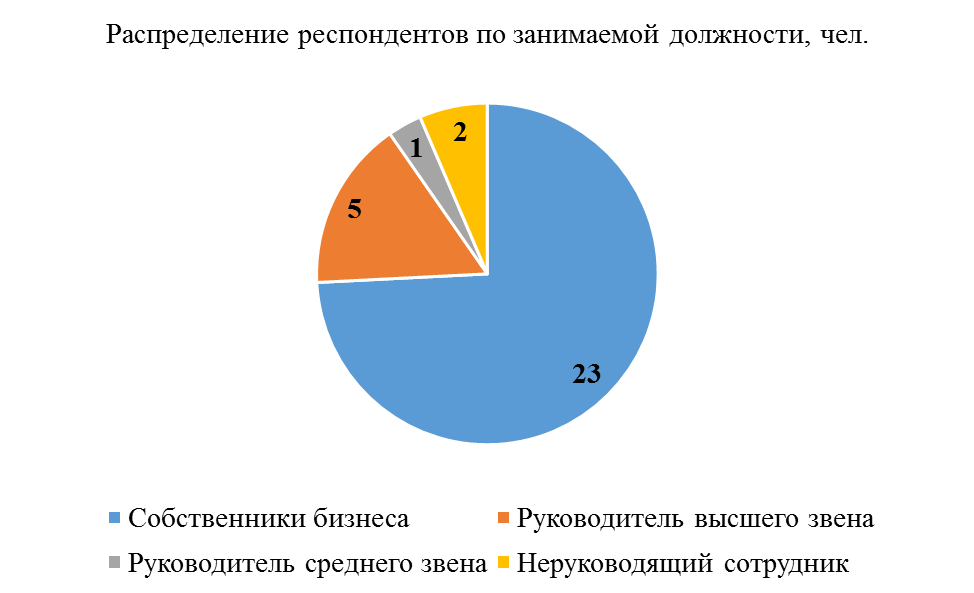 Распределение респондентов по занимаемой должности, чел.
2
1
5
23
Собственники бизнеса
Руководитель высшего звена
Руководитель среднего звена
Неруководящий сотрудник